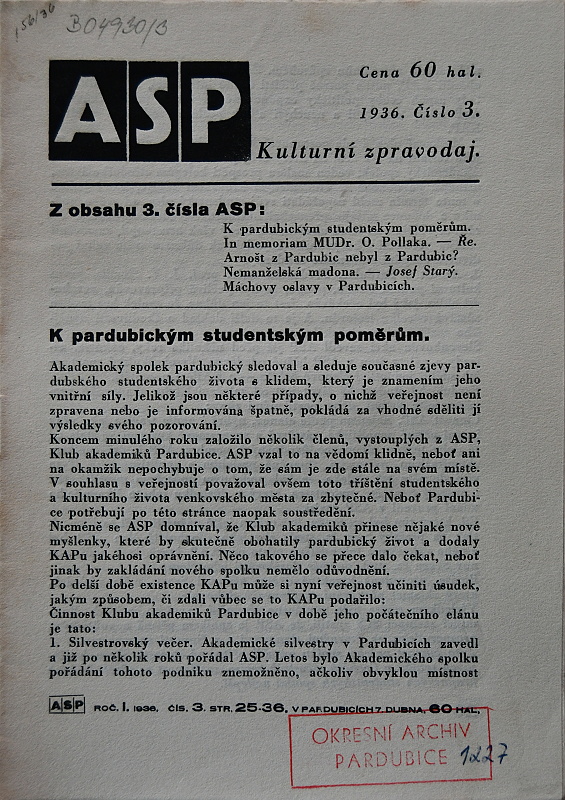 156/36
B04930/3
ASP
Cena 60 hal.
1936. Číslo 3.
Kulturní zpravodaj.
Z obsahu 3. čísla ASP:
K pardubickým studentským poměrům.
In memoriam MUDr. O. Pollaka. — Ře.
Arnošt z Pardubic nebyl z Pardubic?
Nemanželská madona. — Josef Starý.
Máchovy oslavy v Pardubicích.
K pardubickým studentským poměrům.
Akademický spolek pardubický sledoval a sleduje současné zjevy par-
dubského studentského života s klidem, který je znamením jeho
vnitřní síly. Jelikož jsou některé případy, o nichž veřejnost není
zpravena nebo je informována špatně, pokládá za vhodné sděliti jí
výsledky svého pozorování.
Koncem minulého roku založilo několik členů, vystouplých z ASP,
Klub akademiků Pardubice. ASP vzal to na vědomí klidně, neboť ani
na okamžik nepochybuje o tom, že sám je zde stále na svém místě.
V souhlasu s veřejností považoval ovšem toto tříštění studentského
a kulturního života venkovského města za zbytečné. Neboť Pardubi-
ce potřebují po této stránce naopak soustředění.
Nicméně se ASP domníval, že Klub akademiků přinese nějaké nové
myšlenky, které by skutečně obohatily pardubický život a dodaly
KAPu jakéhosi oprávnění. Něco takového se přece dalo čekat, neboť
jinak by zakládání nového spolku nemělo odůvodnění.
Po delší době existence KAPu může si nyní veřejnost učiniti úsudek,
jakým způsobem, či zdali vůbec se to KAPu podařilo:
Činnost Klubu akademiků Pardubice v době jeho počátečního elánu
je tato:
1. Silvestrovský večer. Akademické silvestry v Pardubicích zavedl
a již po několik roků pořádal ASP. Letos bylo Akademického spolku
pořádání tohoto podniku znemožněno, ačkoliv obvyklou místnost
ASP ROČ. I. 1936, ČÍS. 3. STR. 25-36. V PARDUBICÍCH 7. DUBNA. 60 HAL.
OKRESNÍ ARCHIV
PARDUBICE 1227